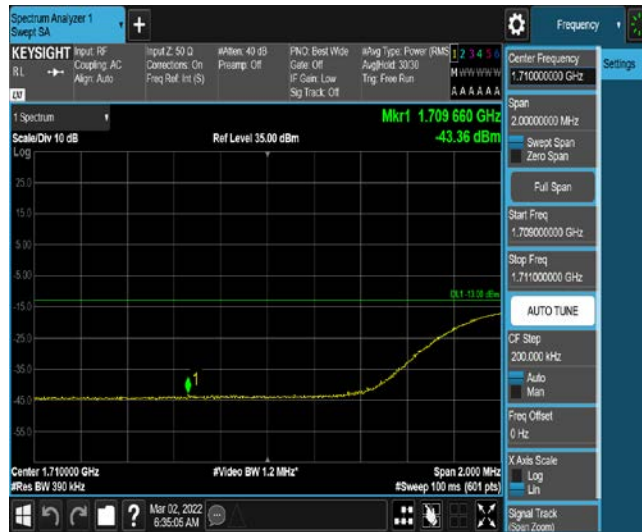 Spectrum Analyzer 1
Swept SA
+
Frequency
KEYSIGHT
RL
LXI
Input: RF
Coupling: AC
Align: Auto
Input Z: 50 Ω
Corrections: On
Freq Ref: Int (S)
#Atten: 40 dB
Preamp: Off
PNO: Best Wide
Gate: Off
IF Gain: Low
Sig Track: Off
#Avg Type: Power (RMS
Avg|Hold: 30/30
Trig: Free Run
1 2 3 4 5 6
M W W W W W
A A A A A A
Center Frequency
1.710000000 GHz
Settings
Span
2.00000000 MHz
Swept Span
Zero Span
Full Span
Start Freq
1.709000000 GHz
Stop Freq
1.711000000 GHz
AUTO TUNE
CF Step
200.000 kHz
Auto
Man
Freq Offset
0 Hz
X Axis Scale
Log
Lin
Signal Track
(Span Zoom)
1 Spectrum
Scale/Div 10 dB
Ref Level 35.00 dBm
Mkr1 1.709 660 GHz
-43.36 dBm
Log
25.0
15.0
5.00
-5.00
-15.0
-25.0
-35.0
-45.0
-55.0
DL1 -13.00 dBm
1
Center 1.710000 GHz
#Video BW 1.2 MHz*
Span 2.000 MHz
#Res BW 390 kHz
#Sweep 100 ms (601 pts)
?
Mar 02, 2022
6:35:05 AM